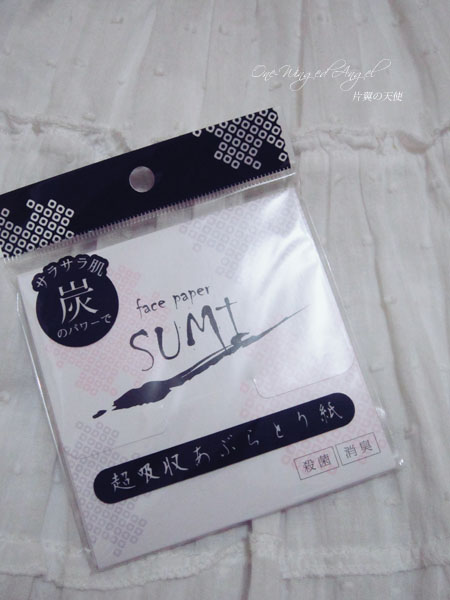 One Winged Angel
片翼の天使
サラサラ肌
炭
のパワーで
face paper
SUMI
超吸収あぶらとり紙
殺菌 消臭